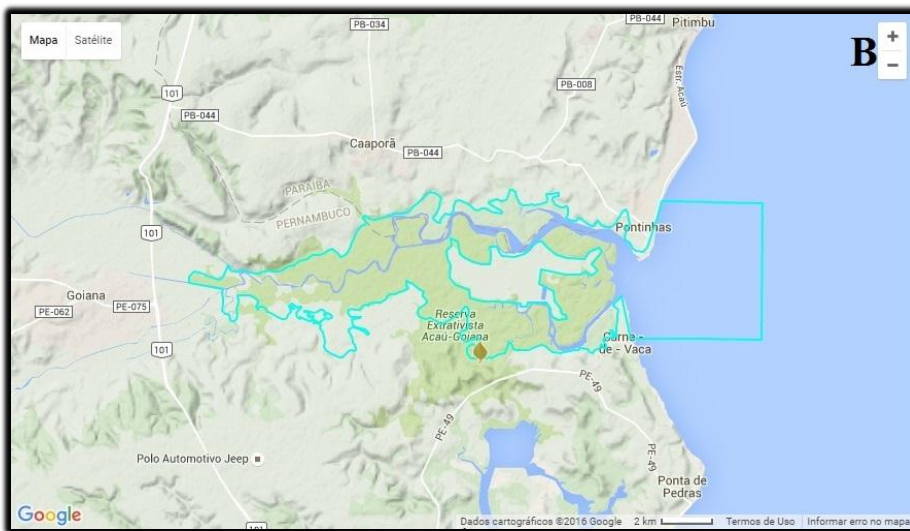 Mapa Satélite
PB-034
PB-044
Pitimbu
B
+
−
PB-008
Estr. Acaú
101
PB-044
Caaporã
PB-044
PARAÍBA
PERNAMBUCO
Pontinhas
101
Goiana
PE-075
PE-062
Reserva
Extrativista
Acaú-Goiana
Carne -
de - Vaca
101
PE-49
PE-49
PE-49
Polo Automotivo Jeep
Ponta de
Pedras
Google
101
Dados cartográficos ©2016 Google 2 km Termos de Uso Informar erro no mapa